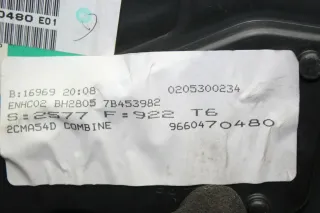 0480 E01
B:16969 20:08 0205300234
ENHC02 BH2805 7B453982
S:2577 F:922 T6
2CMA54D COMBINE 9660470480